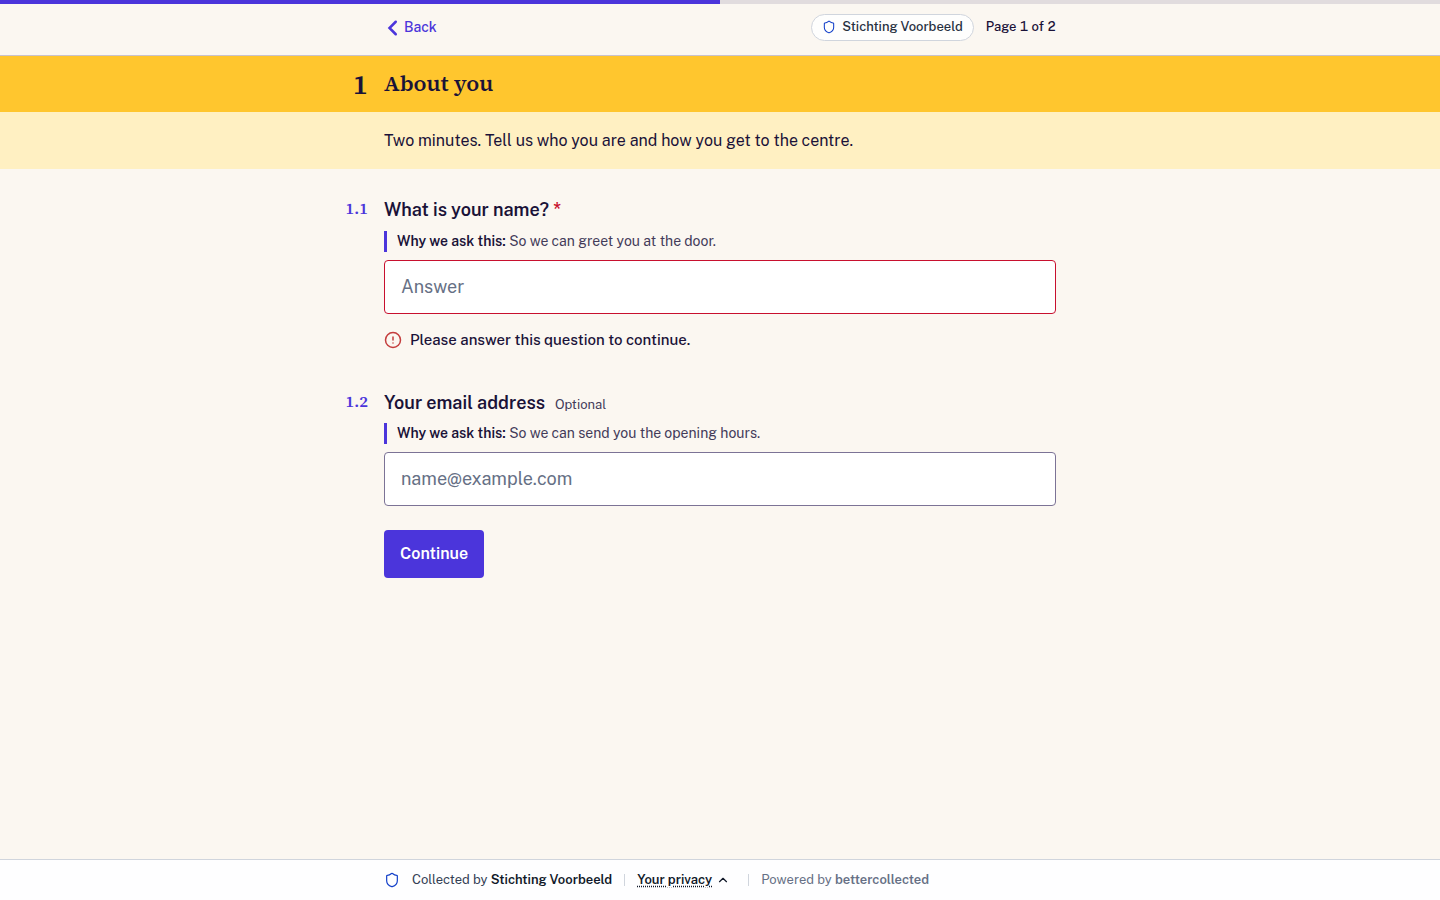 Back
Stichting Voorbeeld
Page 1 of 2
1 About you
Two minutes. Tell us who you are and how you get to the centre.
1.1 What is your name? *
Why we ask this: So we can greet you at the door.
Answer
Please answer this question to continue.
1.2 Your email address Optional
Why we ask this: So we can send you the opening hours.
name@example.com
Continue
Collected by Stichting Voorbeeld
Your privacy
Powered by bettercollected